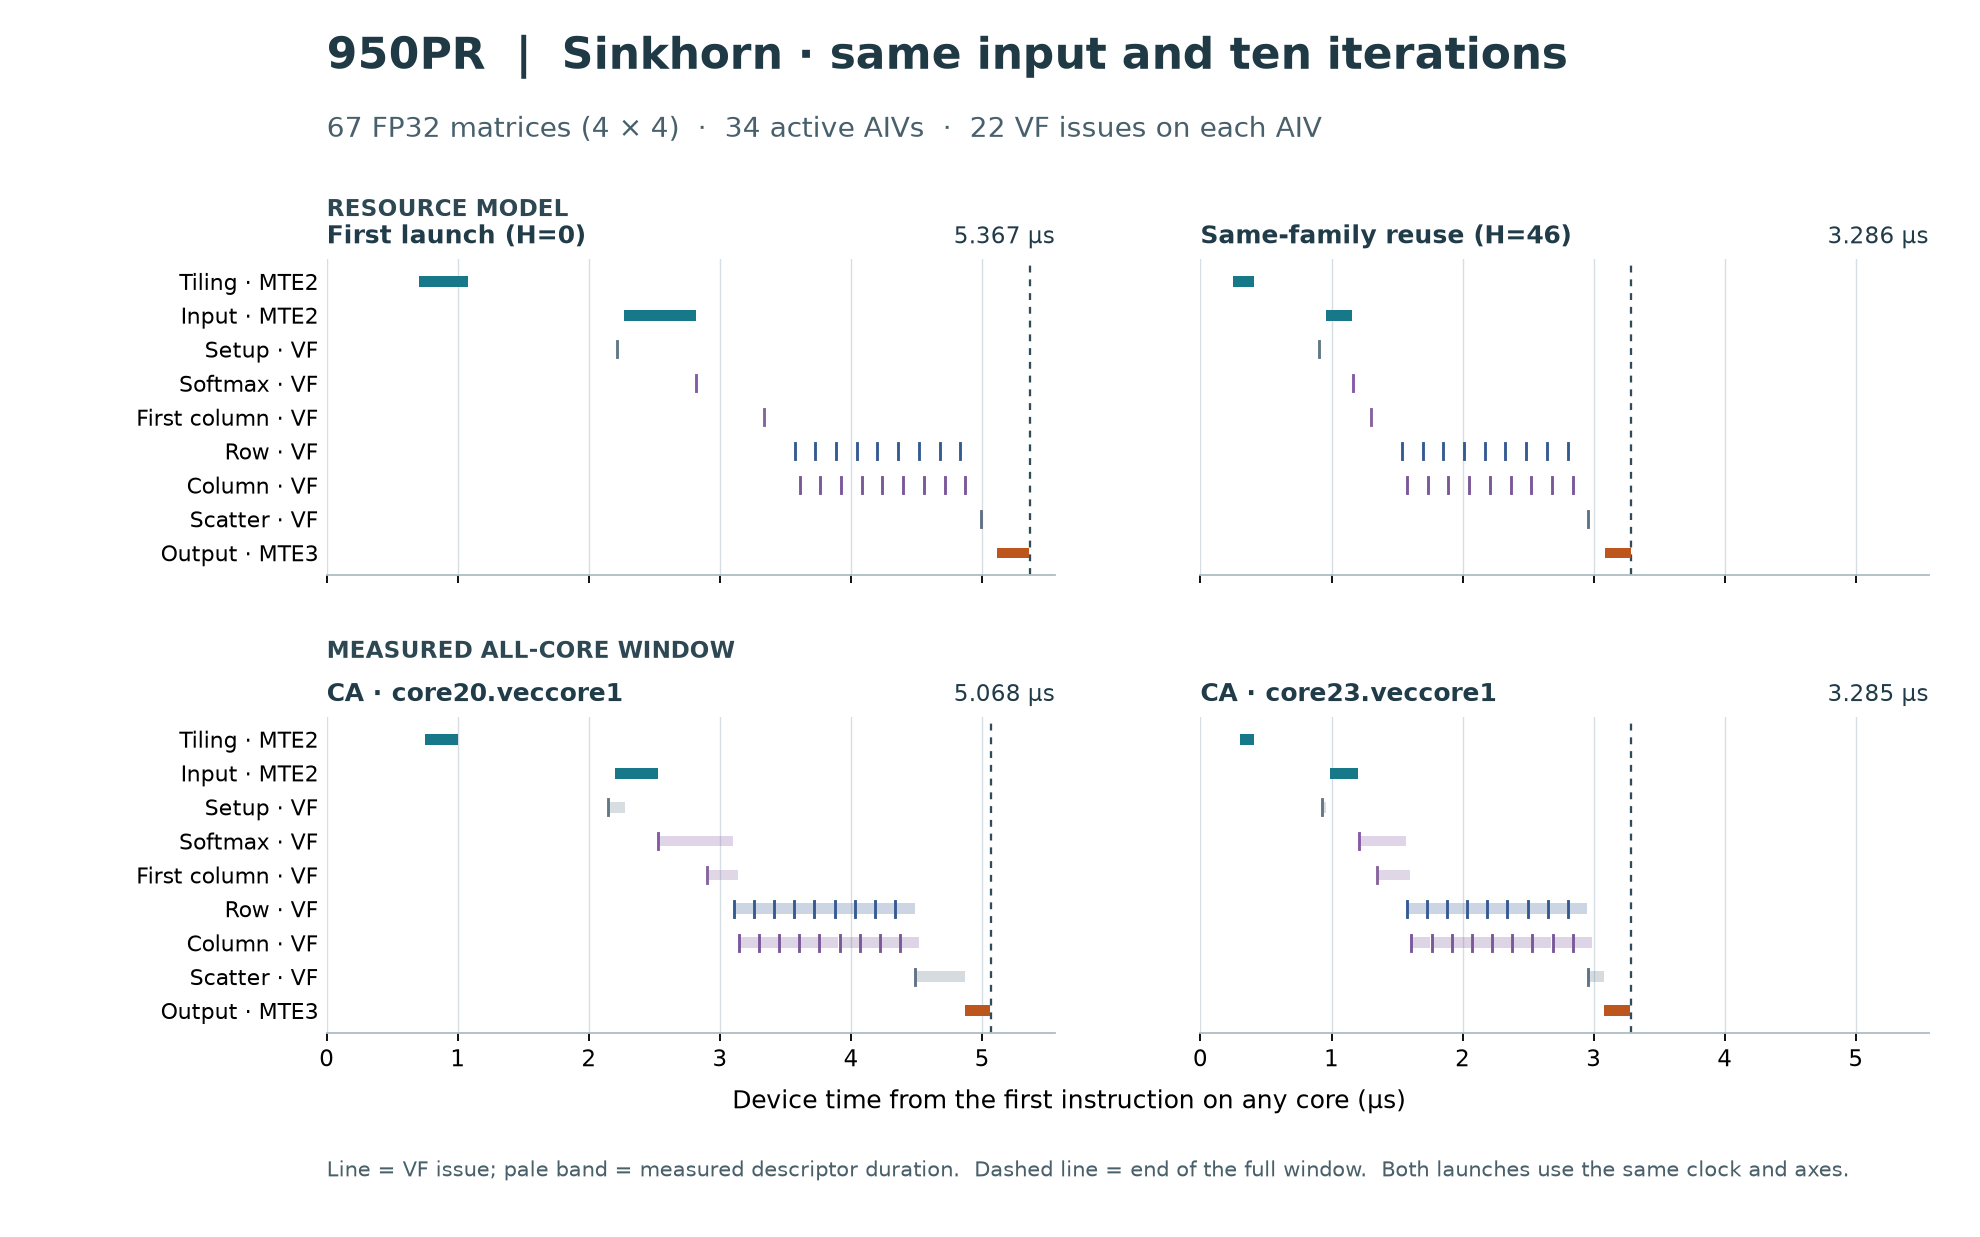 950PR | Sinkhorn · same input and ten iterations
67 FP32 matrices (4 × 4) · 34 active AIVs · 22 VF issues on each AIV
RESOURCE MODEL
First launch (H=0) 5.367 µs
Same-family reuse (H=46) 3.286 µs
Tiling · MTE2
Input · MTE2
Setup · VF
Softmax · VF
First column · VF
Row · VF
Column · VF
Scatter · VF
Output · MTE3
MEASURED ALL-CORE WINDOW
CA · core20.veccore1 5.068 µs
CA · core23.veccore1 3.285 µs
Tiling · MTE2
Input · MTE2
Setup · VF
Softmax · VF
First column · VF
Row · VF
Column · VF
Scatter · VF
Output · MTE3
0 1 2 3 4 5
0 1 2 3 4 5
Device time from the first instruction on any core (µs)
Line = VF issue; pale band = measured descriptor duration. Dashed line = end of the full window. Both launches use the same clock and axes.